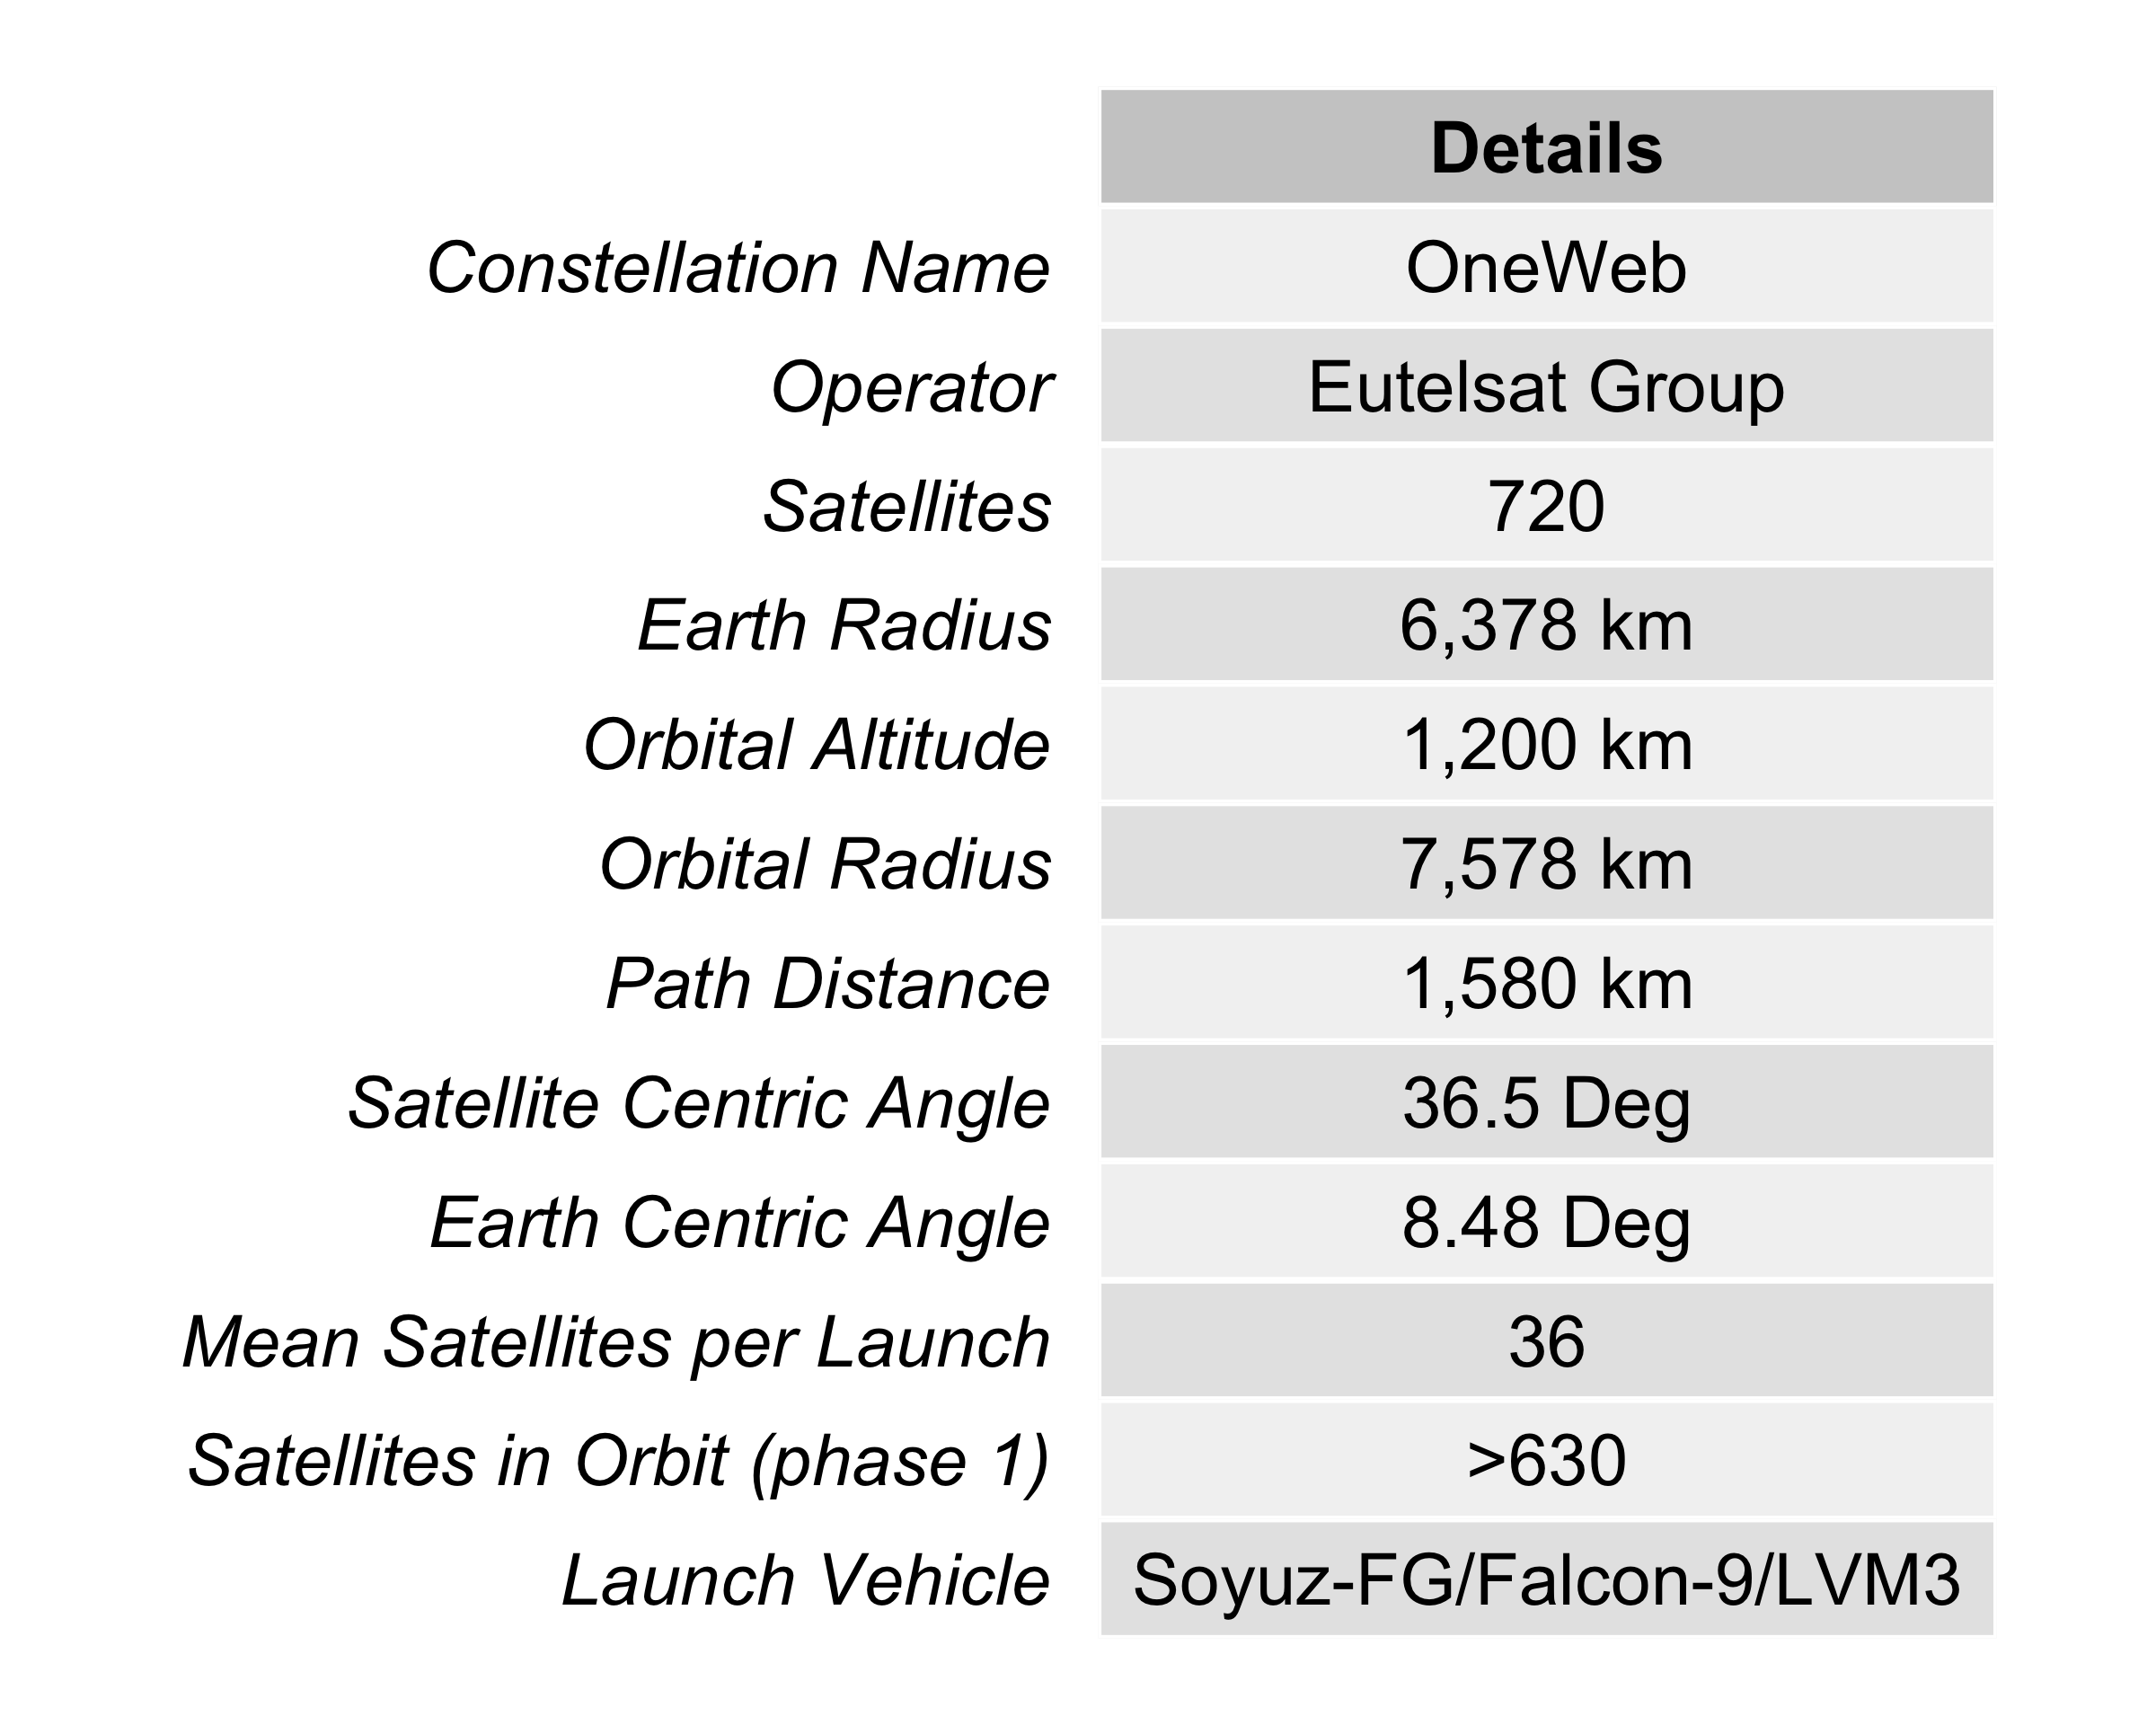 Details
Constellation Name OneWeb
Operator Eutelsat Group
Satellites 720
Earth Radius 6,378 km
Orbital Altitude 1,200 km
Orbital Radius 7,578 km
Path Distance 1,580 km
Satellite Centric Angle 36.5 Deg
Earth Centric Angle 8.48 Deg
Mean Satellites per Launch 36
Satellites in Orbit (phase 1) >630
Launch Vehicle Soyuz-FG/Falcon-9/LVM3